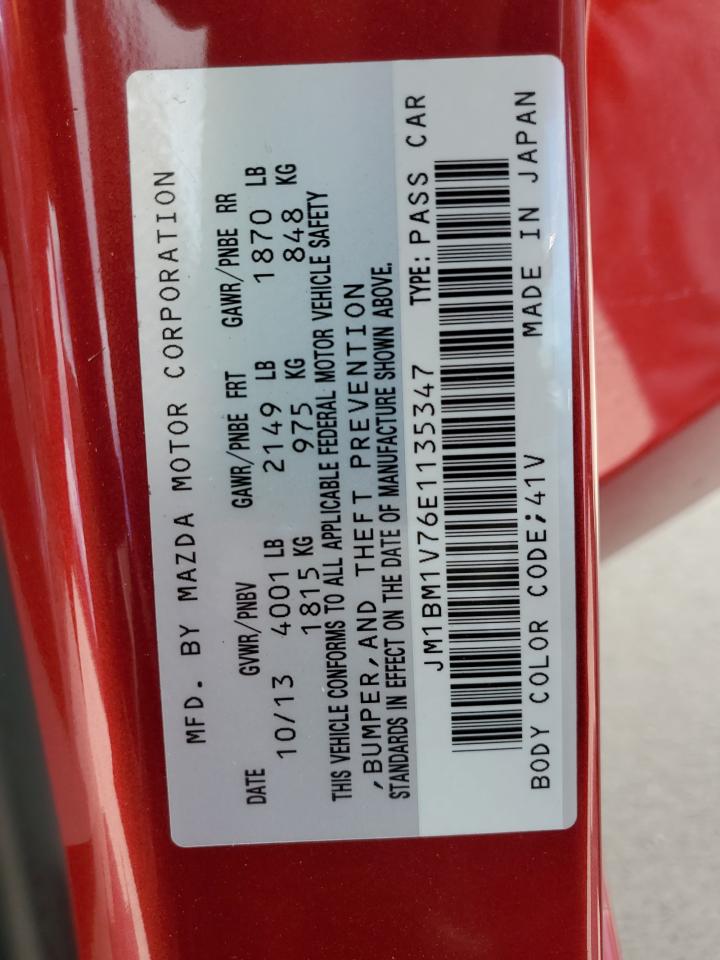 MFD. BY MAZDA MOTOR CORPORATION
DATE GVWR/PNBV GAWR/PNBE FRT GAWR/PNBE RR
10/13 4001 LB 2149 LB 1870 LB
1815 KG 975 KG 848 KG
THIS VEHICLE CONFORMS TO ALL APPLICABLE FEDERAL MOTOR VEHICLE SAFETY
,BUMPER,AND THEFT PREVENTION
STANDARDS IN EFFECT ON THE DATE OF MANUFACTURE SHOWN ABOVE.
JM1BM1V76E1135347 TYPE: PASS CAR
BODY COLOR CODE;41V MADE IN JAPAN